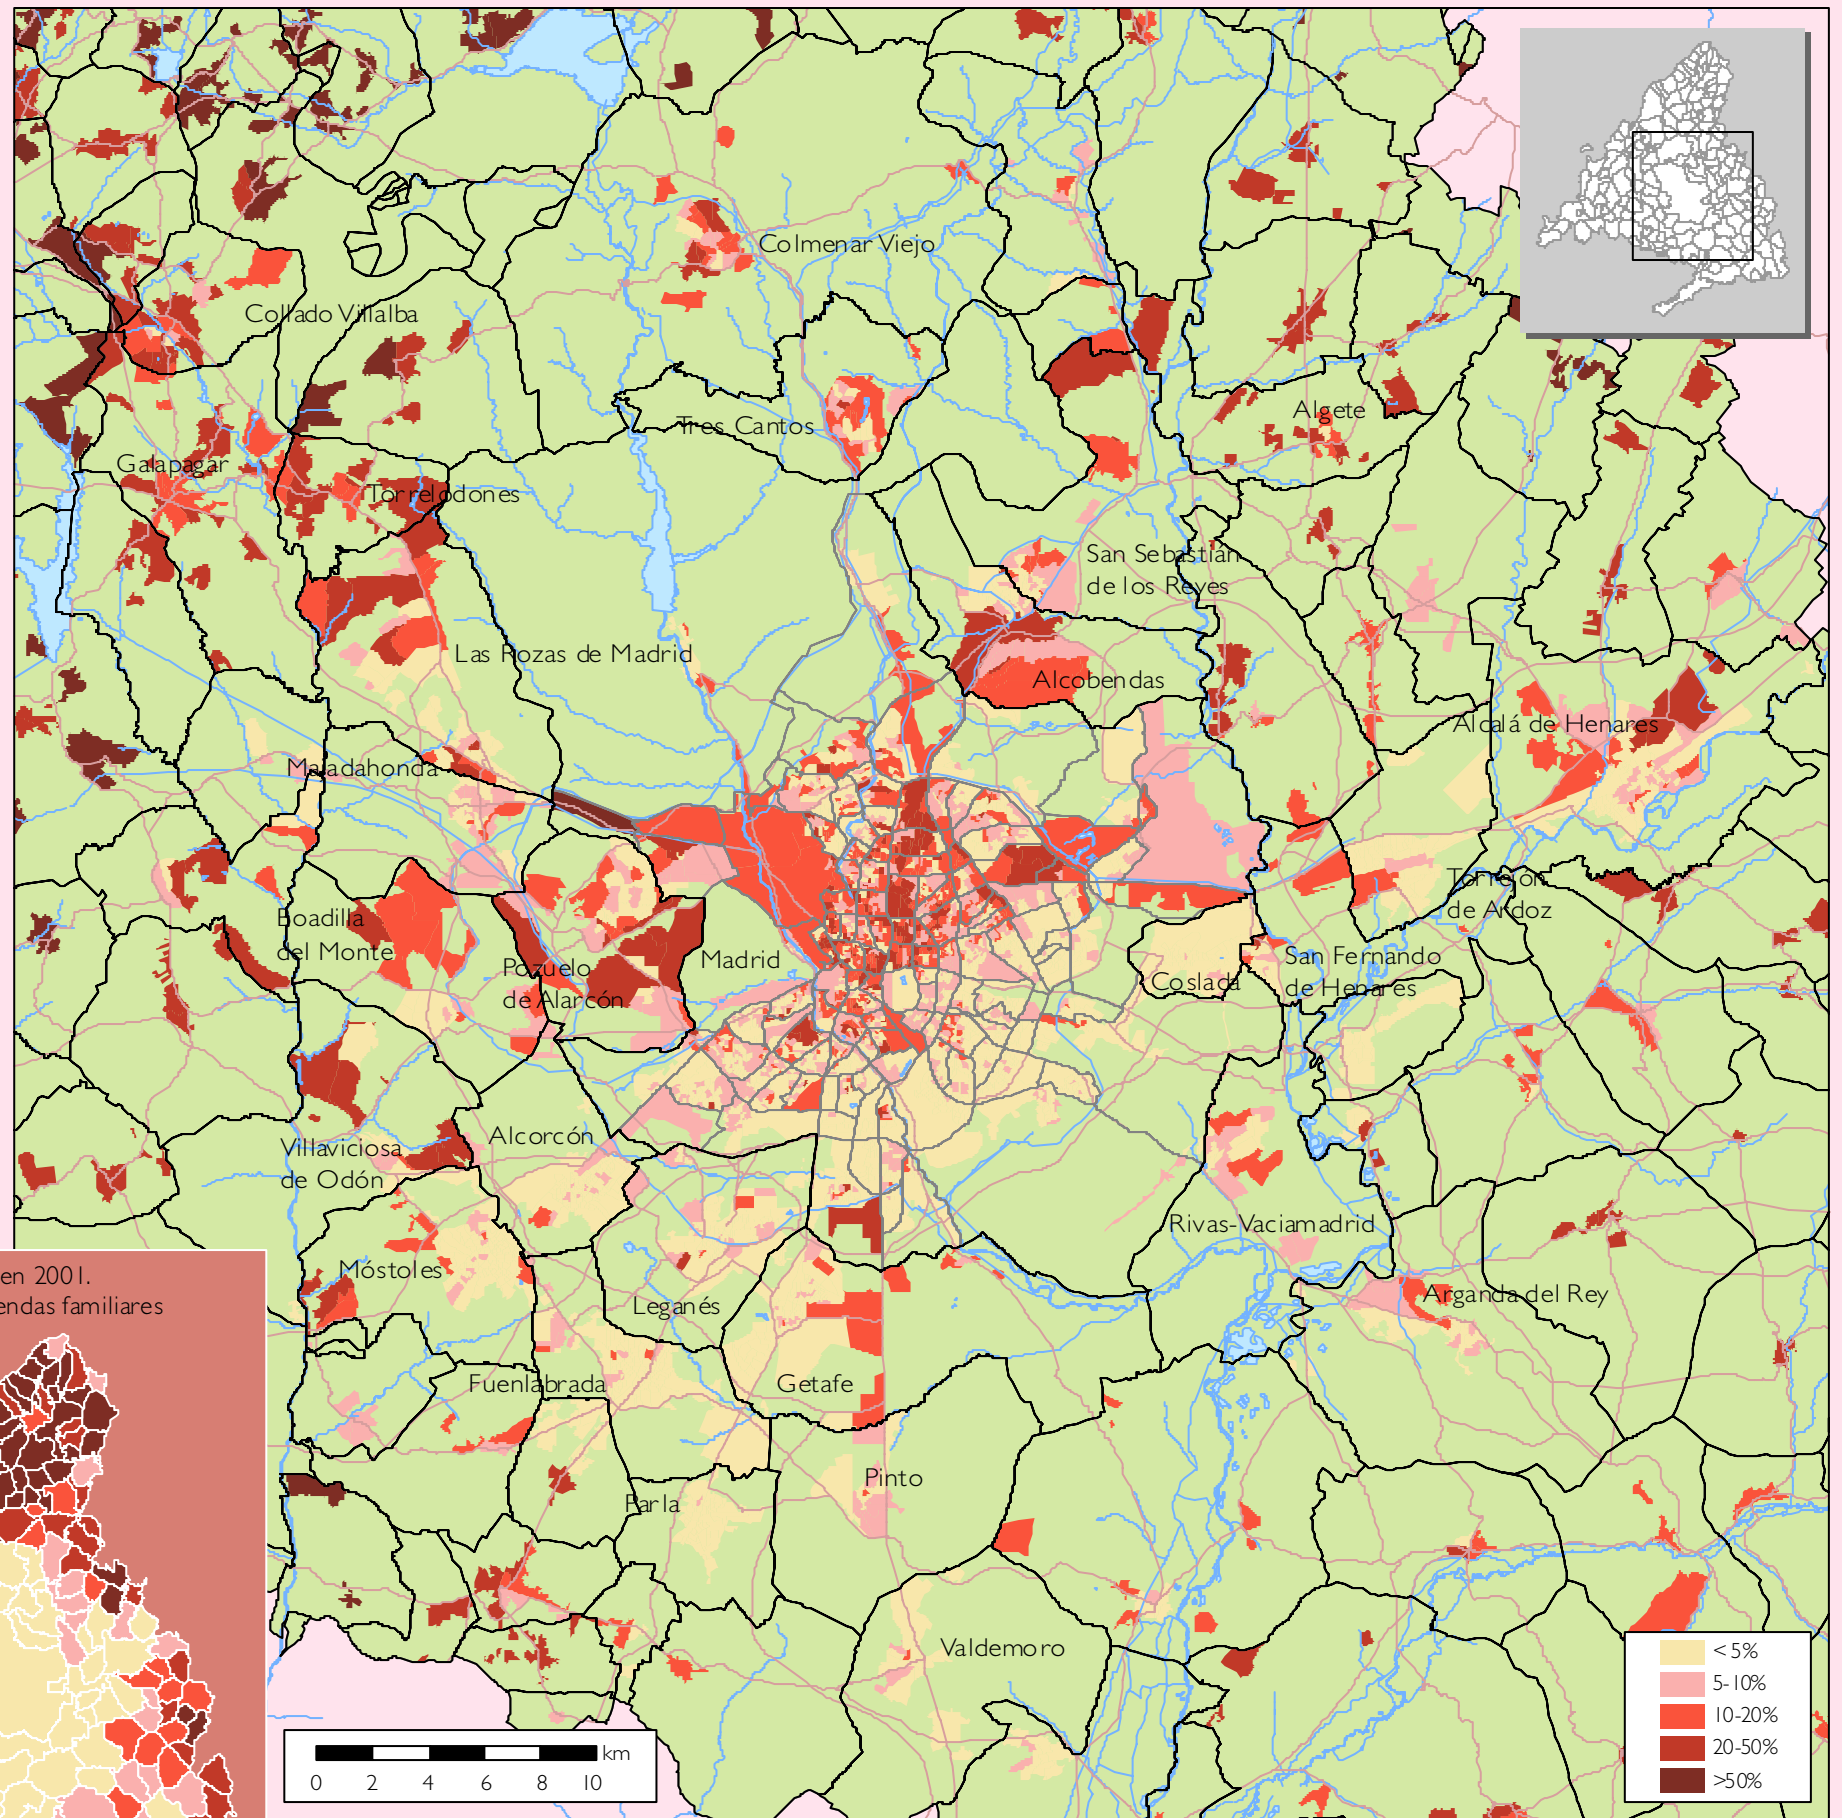 Colmenar Viejo
Collado Villalba
Algete
Tres Cantos
Galapagar
Torrelodones
San Sebastián
de los Reyes
Las Rozas de Madrid
Alcobendas
Alcalá de Henares
Majadahonda
Torrejón
de Ardoz
Boadilla
del Monte
Madrid
San Fernando
de Henares
Pozuelo
de Alarcón
Coslada
Alcorcón
Villaviciosa
de Odón
Rivas-Vaciamadrid
Móstoles
en 2001.
endas familiares
Leganés
Arganda del Rey
Fuenlabrada
Getafe
Pinto
Parla
Valdemoro
< 5%
5-10%
10-20%
20-50%
>50%
km
0 2 4 6 8 10